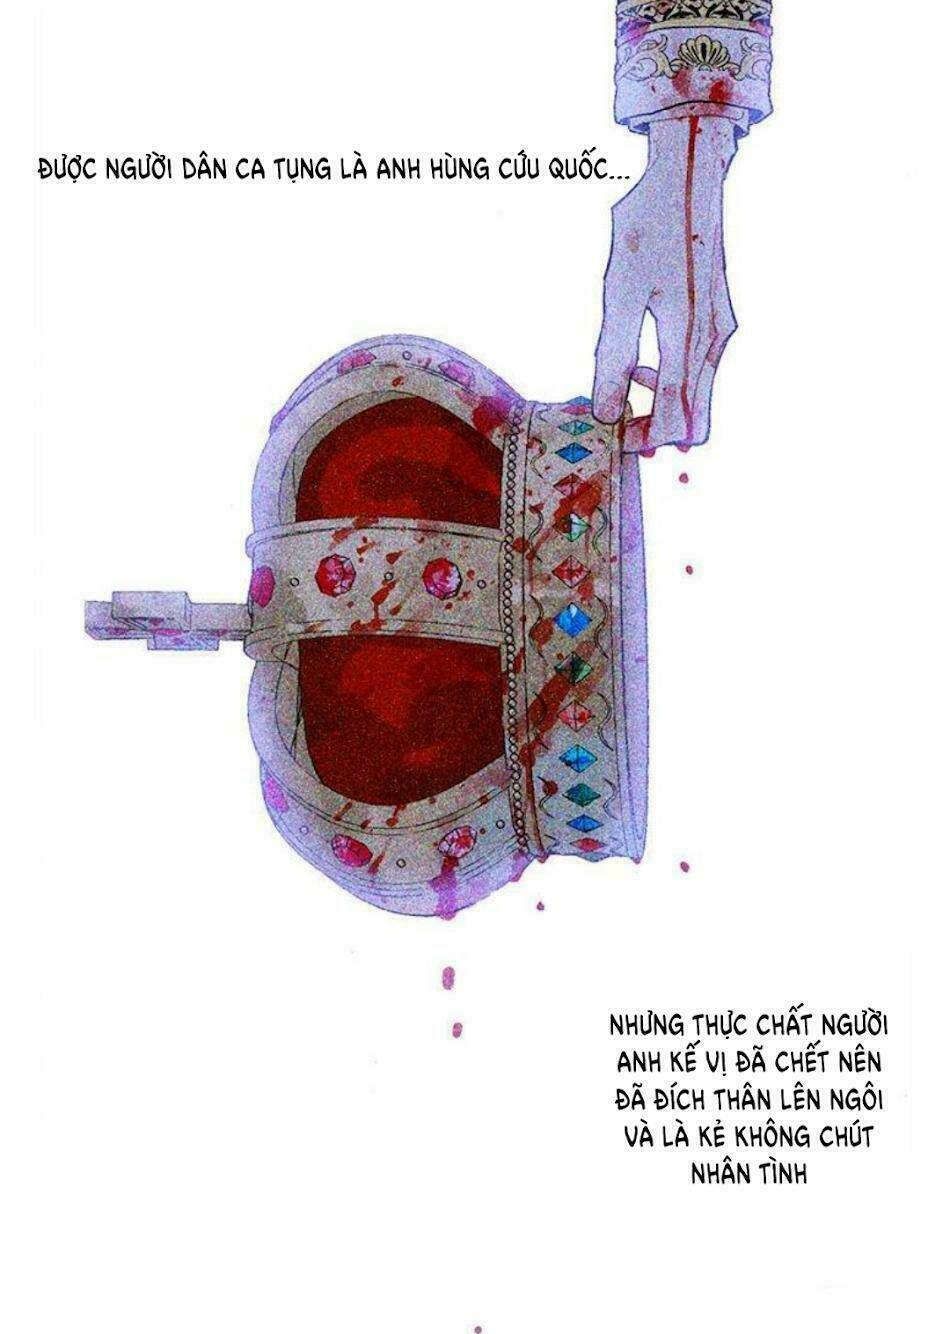 ĐƯỢC NGƯỜI DÂN CA TỤNG LÀ ANH HÙNG CỨU QUỐC...
NHƯNG THỰC CHẤT NGƯỜI
ANH KẾ VỊ ĐÃ CHẾT NÊN
ĐÃ ĐÍCH THÂN LÊN NGÔI
VÀ LÀ KẺ KHÔNG CHÚT
NHÂN TÌNH